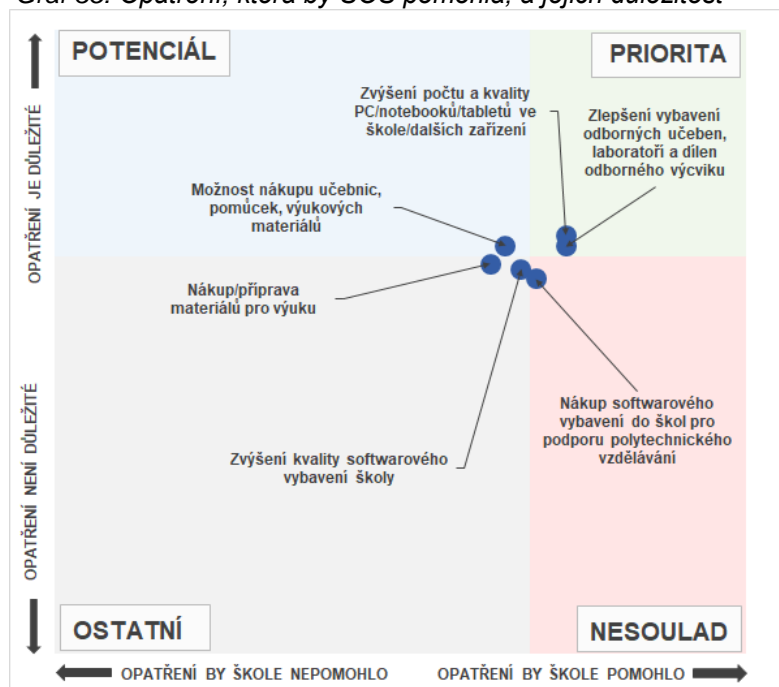 POTENCIÁL
PRIORITA
Zvýšení počtu a kvality
PC/notebooků/tabletů ve
škole/dalších zařízení
Zlepšení vybavení
odborných učeben,
laboratoří a dílen
odborného výcviku
OPATŘENÍ JE DŮLEŽITÉ
Možnost nákupu učebnic,
pomůcek, výukových
materiálů
Nákup/příprava
materiálů pro výuku
OPATŘENÍ NENÍ DŮLEŽITÉ
Nákup softwarového
vybavení do škol pro
podporu polytechnického
vzdělávání
Zvýšení kvality softwarového
vybavení školy
OSTATNÍ
NESOULAD
OPATŘENÍ BY ŠKOLE NEPOMOHLO
OPATŘENÍ BY ŠKOLE POMOHLO